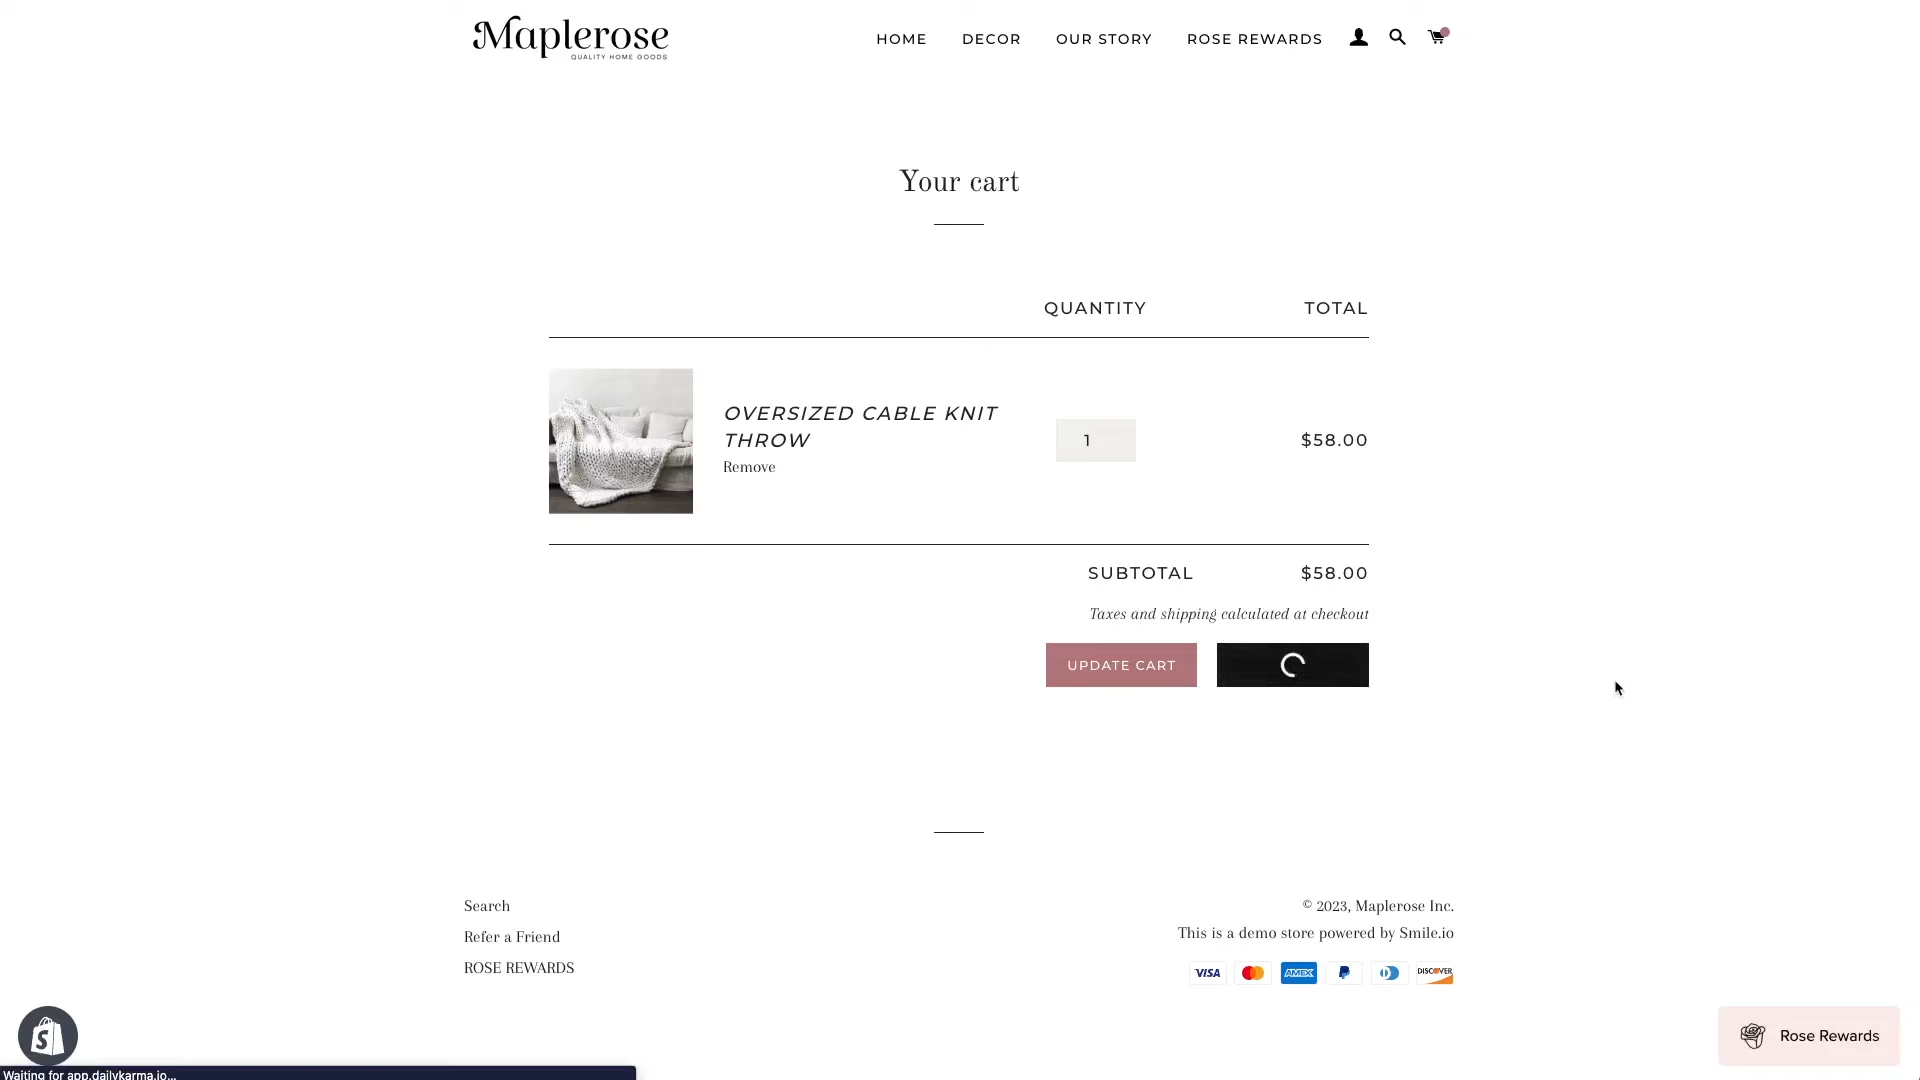 Maplerose
QUALITY HOME GOODS
HOME DECOR OUR STORY ROSE REWARDS
Your cart
QUANTITY TOTAL
OVERSIZED CABLE KNIT
THROW
Remove
1
$58.00
SUBTOTAL $58.00
Taxes and shipping calculated at checkout
UPDATE CART
Search
Refer a Friend
ROSE REWARDS
© 2023, Maplerose Inc.
This is a demo store powered by Smile.io
VISA AMEX DISCOVER
Rose Rewards
Waiting for app.dailykarma.io...